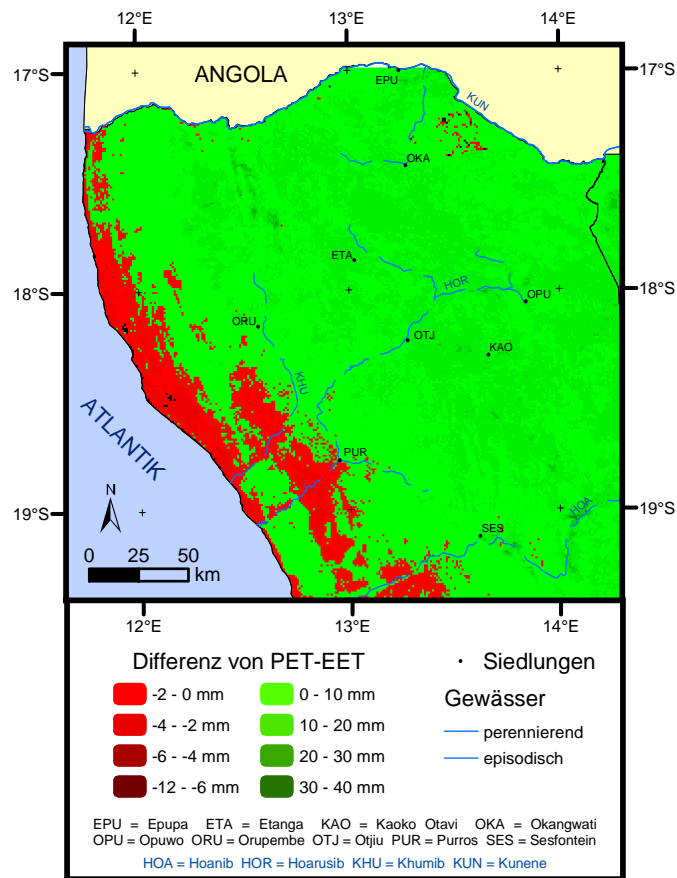 12°E 13°E 14°E
17°S 17°S
ANGOLA
EPU
KUN
OKA
ETA
HOR
18°S 18°S
OPU
ORU
OTJ
KAO
KHU
ATLANTIK
PUR
N
19°S 19°S
HOA
SES
0 25 50
km
12°E 13°E 14°E
Differenz von PET-EET
-2 - 0 mm
-4 - -2 mm
-6 - -4 mm
-12 - -6 mm
0 - 10 mm
10 - 20 mm
20 - 30 mm
30 - 40 mm
Siedlungen
Gewässer
perennierend
episodisch
EPU = Epupa ETA = Etanga KAO = Kaoko Otavi OKA = Okangwati
OPU = Opuwo ORU = Orupembe OTJ = Otjiu PUR = Purros SES = Sesfontein
HOA = Hoanib HOR = Hoarusib KHU = Khumib KUN = Kunene